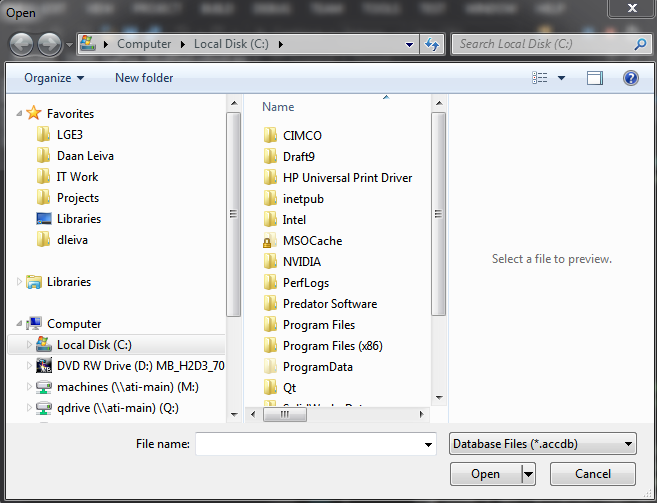 Open
Computer
Local Disk (C:)
Search Local Disk (C:)
Organize
New folder
Favorites
LGE3
Daan Leiva
IT Work
Projects
Libraries
dleiva
Libraries
Computer
Local Disk (C:)
DVD RW Drive (D:) MB_H2D3_70
machines (\\ati-main) (M:)
qdrive (\\ati-main) (Q:)
Name
CIMCO
Draft9
HP Universal Print Driver
inetpub
Intel
MSOCache
NVIDIA
PerfLogs
Predator Software
Program Files
Program Files (x86)
ProgramData
Qt
Select a file to preview.
File name:
Database Files (*.accdb)
Open
Cancel